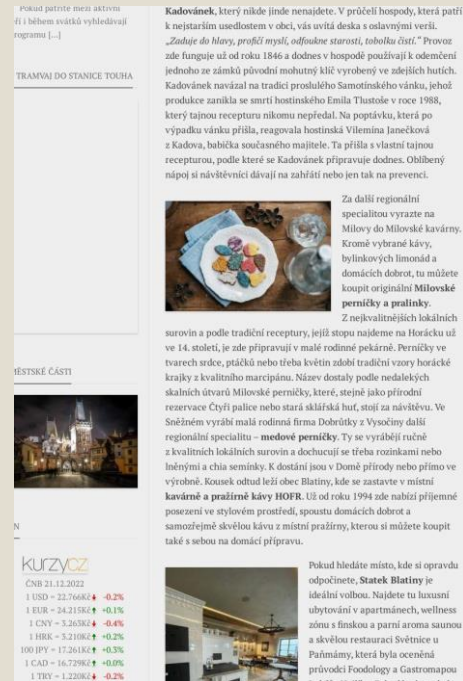 Pokud patříte mezi aktivní
ři i během svátků vyhledávají
rogramu [...]
TRAMVAJ DO STANICE TOUHA
MĚSTSKÉ ČÁSTI
N
kurzycz
ČNB 21.12.2022
1 USD = 22.766Kč -0.2%
1 EUR = 24.215Kč +0.1%
1 CNY = 3.265Kč -0.4%
1 HRK = 3.210Kč +0.2%
100 JPY = 17.261Kč +0.3%
1 CAD = 16.729Kč +0.0%
1 TRY = 1.220Kč -0.2%
Kadovánek, který nikde jinde nenajdete. V průčelí hospody, která patří
k nejstarším usedlostem v obci, vás uvítá deska s oslavnými verši.
„Zaduje do hlavy, profičí myslí, odfoukne starosti, tobolku čistí.“ Provoz
zde funguje už od roku 1846 a dodnes v hospodě používají k odemčení
jednoho ze zámků původní mohutný klíč vyrobený ve zdejších hutích.
Kadovánek navázal na tradici proslulého Samotínského vánku, jehož
produkce zanikla se smrtí hostinského Emila Tlustoše v roce 1988,
který tajnou recepturu nikomu nepředal. Na poptávku, která po
výpadku vánku přišla, reagovala hostinská Vilemína Janečková
z Kadova, babička současného majitele. Ta přišla s vlastní tajnou
recepturou, podle které se Kadovánek připravuje dodnes. Oblíbený
nápoj si návštěvníci dávají na zahřátí nebo jen tak na prevenci.
Za další regionální
specialitou vyrazte na
Milovy do Milovské kavárny.
Kromě vybrané kávy,
bylinkových limonád a
domácích dobrot, tu můžete
koupit originální Milovské
perníčky a pralinky.
Z nejkvalitnějších lokálních
surovin a podle tradiční receptury, jejíž stopu najdeme na Horácku už
ve 14. století, je zde připravují v malé rodinné pekárně. Perníčky ve
tvarech srdce, ptáčků nebo třeba květin zdobí tradiční vzory horácké
krajky z kvalitního marcipánu. Název dostaly podle nedalekých
skalních útvarů Milovské perníčky, které, stejně jako přírodní
rezervace Čtyři palice nebo stará sklářská huť, stojí za návštěvu. Ve
Sněžném vyrábí malá rodinná firma Dobrůtky z Vysočiny další
regionální specialitu – medové perníčky. Ty se vyrábějí ručně
z kvalitních lokálních surovin a dochucují se třeba rozinkami nebo
lněnými a chia semínky. K dostání jsou v Domě přírody nebo přímo ve
výrobně. Kousek odtud leží obec Blatiny, kde se zastavte v místní
kavárně a pražírně kávy HOFR. Už od roku 1994 zde nabízí příjemné
posezení ve stylovém prostředí, spoustu domácích dobrot a
samozřejmě skvělou kávu z místní pražírny, kterou si můžete koupit
také s sebou na domácí přípravu.
Pokud hledáte místo, kde si opravdu
odpočinete, Statek Blatiny je
ideální volbou. Najdete tu luxusní
ubytování v apartmánech, wellness
zónu s finskou a parní aroma saunou
a skvělou restauraci Světnice u
Paňmámy, která byla oceněná
průvodci Foodology a Gastromapou